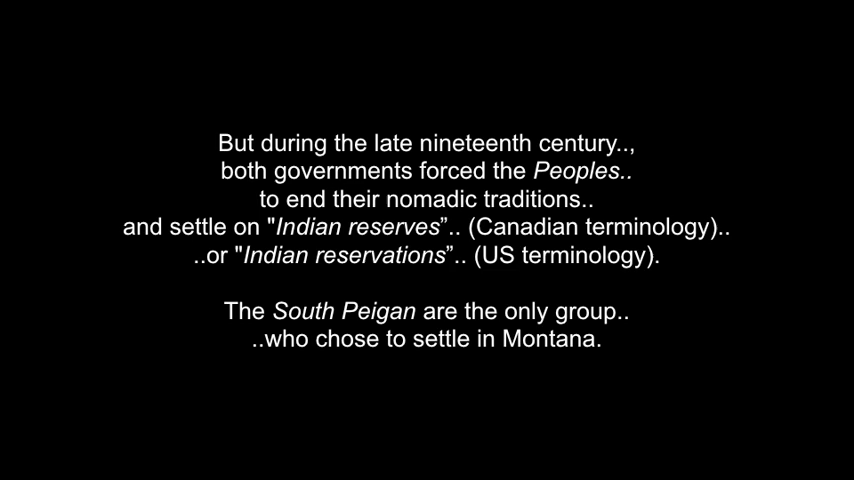 But during the late nineteenth century..,
both governments forced the Peoples..
to end their nomadic traditions..
and settle on "Indian reserves”.. (Canadian terminology)..
..or "Indian reservations”.. (US terminology).
The South Peigan are the only group..
..who chose to settle in Montana.